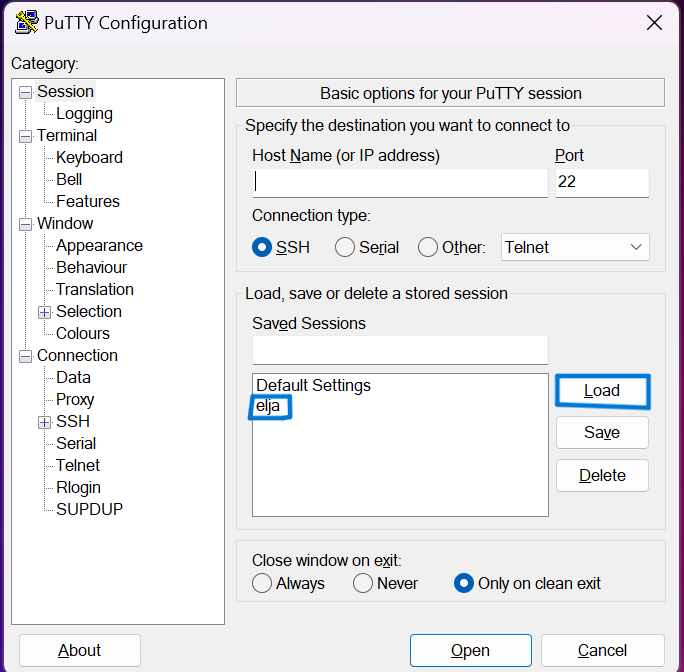 PuTTY Configuration
Category:
Session
Logging
Terminal
Keyboard
Bell
Features
Window
Appearance
Behaviour
Translation
Selection
Colours
Connection
Data
Proxy
SSH
Serial
Telnet
Rlogin
SUPDUP
Basic options for your PuTTY session
Specify the destination you want to connect to
Host Name (or IP address) Port
22
Connection type:
SSH Serial Other: Telnet
Load, save or delete a stored session
Saved Sessions
Default Settings
elja
Load
Save
Delete
Close window on exit:
Always Never Only on clean exit
About Open Cancel